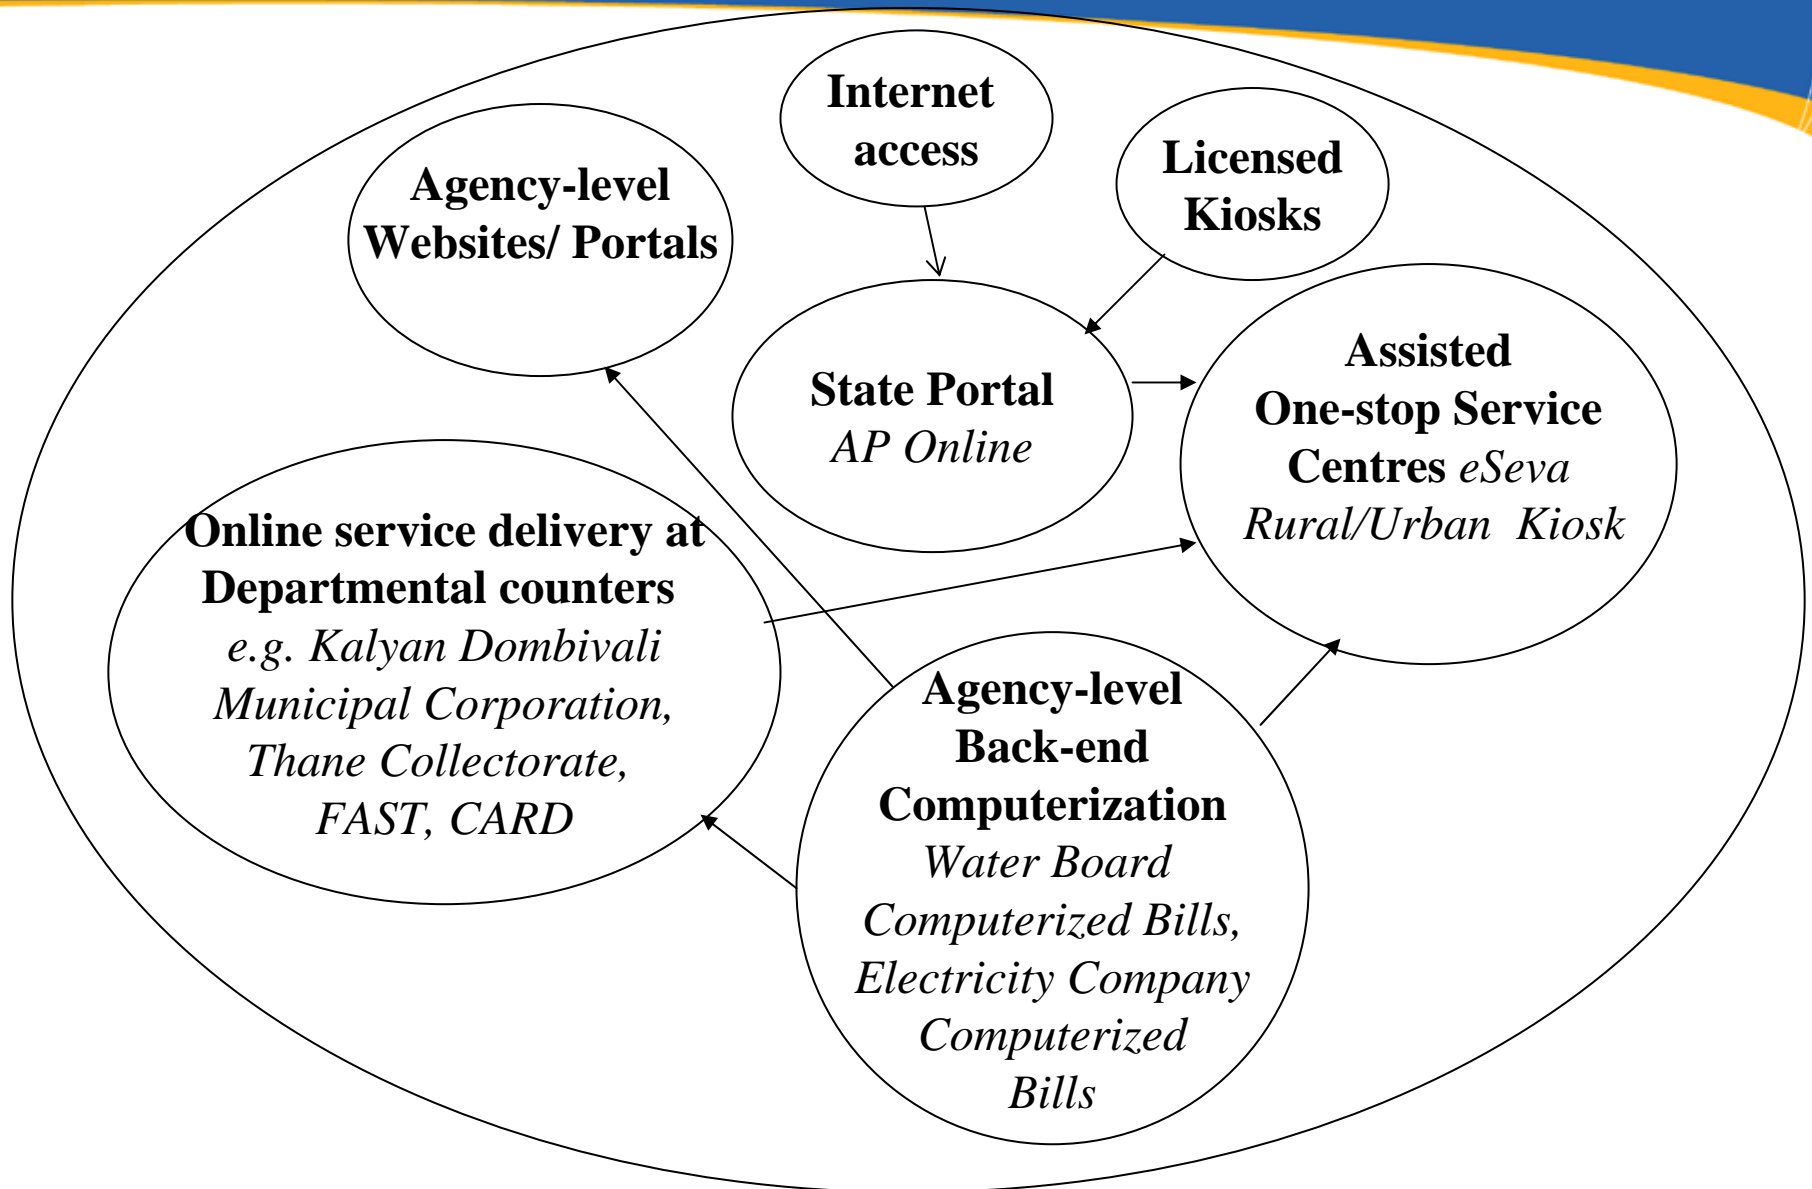 Internet
access
Licensed
Kiosks
Agency-level
Websites/ Portals
State Portal
AP Online
Assisted
One-stop Service
Centres eSeva
Rural/Urban Kiosk
Online service delivery at
Departmental counters
e.g. Kalyan Dombivali
Municipal Corporation,
Thane Collectorate,
FAST, CARD
Agency-level
Back-end
Computerization
Water Board
Computerized Bills,
Electricity Company
Computerized
Bills